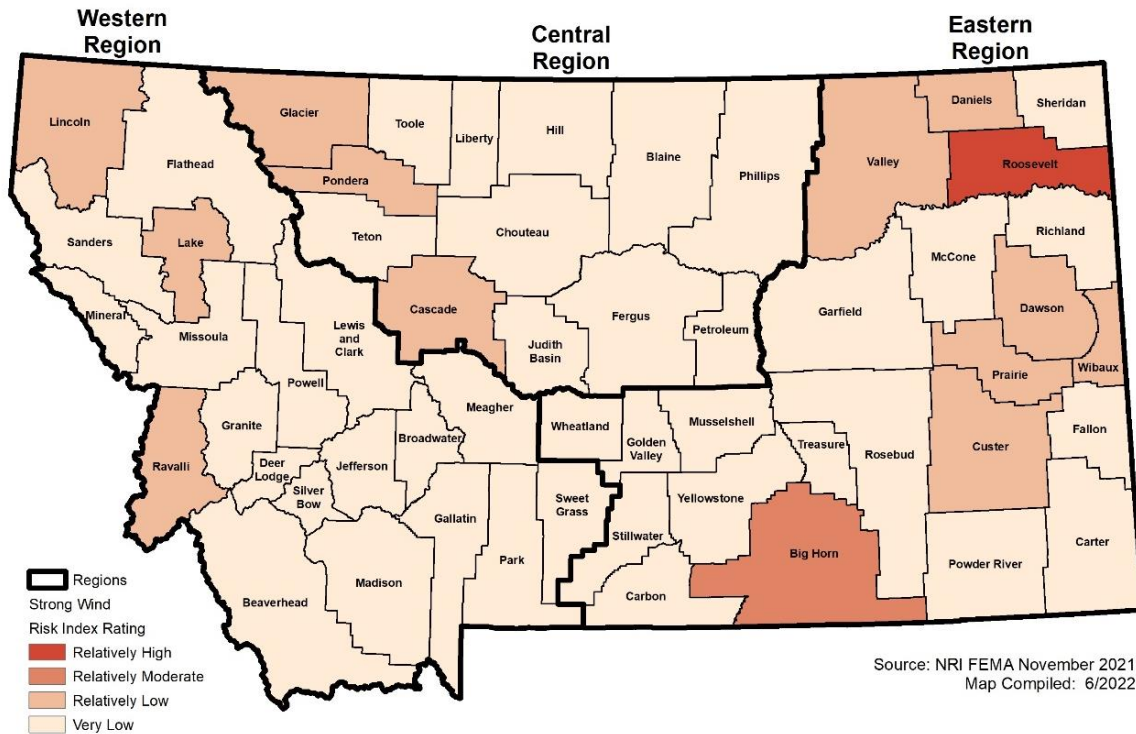 Western
Region
Central
Region
Eastern
Region
Lincoln
Flathead
Glacier
Toole
Liberty
Hill
Blaine
Phillips
Valley
Daniels
Sheridan
Roosevelt
Pondera
Teton
Chouteau
Sanders
Lake
Richland
McCone
Mineral
Missoula
Lewis
and
Clark
Cascade
Judith
Basin
Fergus
Petroleum
Garfield
Dawson
Prairie
Wibaux
Powell
Granite
Ravalli
Meagher
Broadwater
Jefferson
Deer
Lodge
Silver
Bow
Wheatland
Golden
Valley
Musselshell
Treasure
Rosebud
Custer
Fallon
Gallatin
Park
Sweet
Grass
Stillwater
Yellowstone
Big Horn
Carbon
Powder River
Carter
Beaverhead
Madison
Regions
Strong Wind
Risk Index Rating
Relatively High
Relatively Moderate
Relatively Low
Very Low
Source: NRI FEMA November 2021
Map Compiled: 6/2022